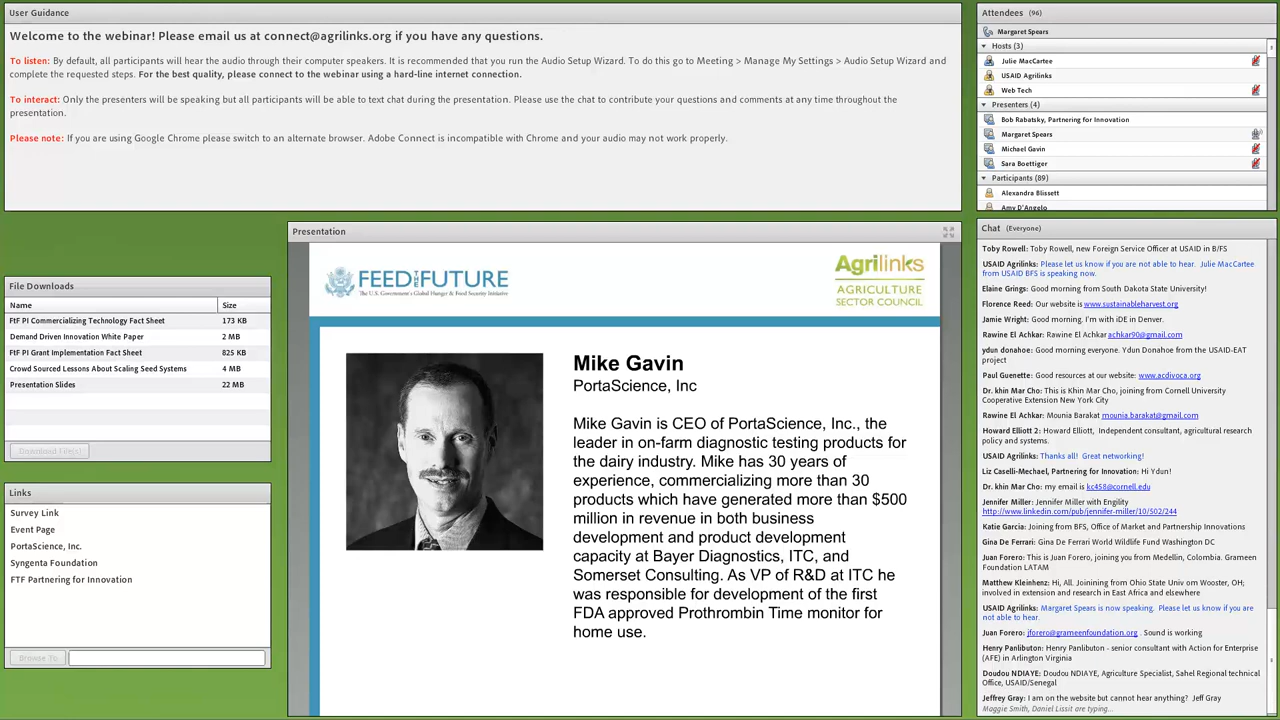 User Guidance
Welcome to the webinar! Please email us at connect@agrilinks.org if you have any questions.
To listen: By default, all participants will hear the audio through their computer speakers. It is recommended that you run the Audio Setup Wizard. To do this go to Meeting > Manage My Settings > Audio Setup Wizard and
complete the requested steps. For the best quality, please connect to the webinar using a hard-line internet connection.
To interact: Only the presenters will be speaking but all participants will be able to text chat during the presentation. Please use the chat to contribute your questions and comments at any time throughout the
presentation.
Please note: If you are using Google Chrome please switch to an alternate browser. Adobe Connect is incompatible with Chrome and your audio may not work properly.
File Downloads
Name Size
FtF PI Commercializing Technology Fact Sheet 173 KB
Demand Driven Innovation White Paper 2 MB
FtF PI Grant Implementation Fact Sheet 825 KB
Crowd Sourced Lessons About Scaling Seed Systems 4 MB
Presentation Slides 22 MB
Download File(s)
Links
Survey Link
Event Page
PortaScience, Inc.
Syngenta Foundation
FTF Partnering for Innovation
Browse To
Presentation
FEED THE FUTURE
The U.S. Government's Global Hunger & Food Security Initiative
Agrilinks
AGRICULTURE
SECTOR COUNCIL
Mike Gavin
PortaScience, Inc
Mike Gavin is CEO of PortaScience, Inc., the
leader in on-farm diagnostic testing products for
the dairy industry. Mike has 30 years of
experience, commercializing more than 30
products which have generated more than $500
million in revenue in both business
development and product development
capacity at Bayer Diagnostics, ITC, and
Somerset Consulting. As VP of R&D at ITC he
was responsible for development of the first
FDA approved Prothrombin Time monitor for
home use.
Attendees (96)
Margaret Spears
Hosts (3)
Julie MacCartee
USAID Agrilinks
Web Tech
Presenters (4)
Bob Rabatsky, Partnering for Innovation
Margaret Spears
Michael Gavin
Sara Boettiger
Participants (89)
Alexandra Blissett
Amy D'Angelo
Chat (Everyone)
Toby Rowell: Toby Rowell, new Foreign Service Officer at USAID in B/FS
USAID Agrilinks: Please let us know if you are not able to hear. Julie MacCartee
from USAID BFS is speaking now.
Elaine Grings: Good morning from South Dakota State University!
Florence Reed: Our website is www.sustainableharvest.org
Jamie Wright: Good morning. I'm with iDE in Denver.
Rawine El Achkar: Rawine El Achkar achkar90@gmail.com
ydun donahoe: Good morning everyone. Ydun Donahoe from the USAID-EAT
project
Paul Guenette: Good resources at our website: www.acdivoca.org
Dr. khin Mar Cho: This is Khin Mar Cho, joining from Cornell University
Cooperative Extension New York City
Rawine El Achkar: Mounia Barakat mounia.barakat@gmail.com
Howard Elliott 2: Howard Elliott, Independent consultant, agricultural research
policy and systems.
USAID Agrilinks: Thanks all! Great networking!
Liz Caselli-Mechael, Partnering for Innovation: Hi Ydun!
Dr. khin Mar Cho: my email is kc458@cornell.edu
Jennifer Miller: Jennifer Miller with Engility
http://www.linkedin.com/pub/jennifer-miller/10/502/244
Katie Garcia: Joining from BFS, Office of Market and Partnership Innovations
Gina De Ferrari: Gina De Ferrari World Wildlife Fund Washington DC
Juan Forero: This is Juan Forero, joining you from Medellin, Colombia. Grameen
Foundation LATAM
Matthew Kleinhenz: Hi, All. Joinining from Ohio State Univ om Wooster, OH;
involved in extension and research in East Africa and elsewhere
USAID Agrilinks: Margaret Spears is now speaking. Please let us know if you are
not able to hear.
Juan Forero: jforero@grameenfoundation.org . Sound is working
Henry Panlibuton: Henry Panlibuton - senior consultant with Action for Enterprise
(AFE) in Arlington Virginia
Doudou NDIAYE: Doudou NDIAYE, Agriculture Specialist, Sahel Regional technical
Office, USAID/Senegal
Jeffrey Gray: I am on the website but cannot hear anything? Jeff Gray
Maggie Smith, Daniel Lissit are typing...